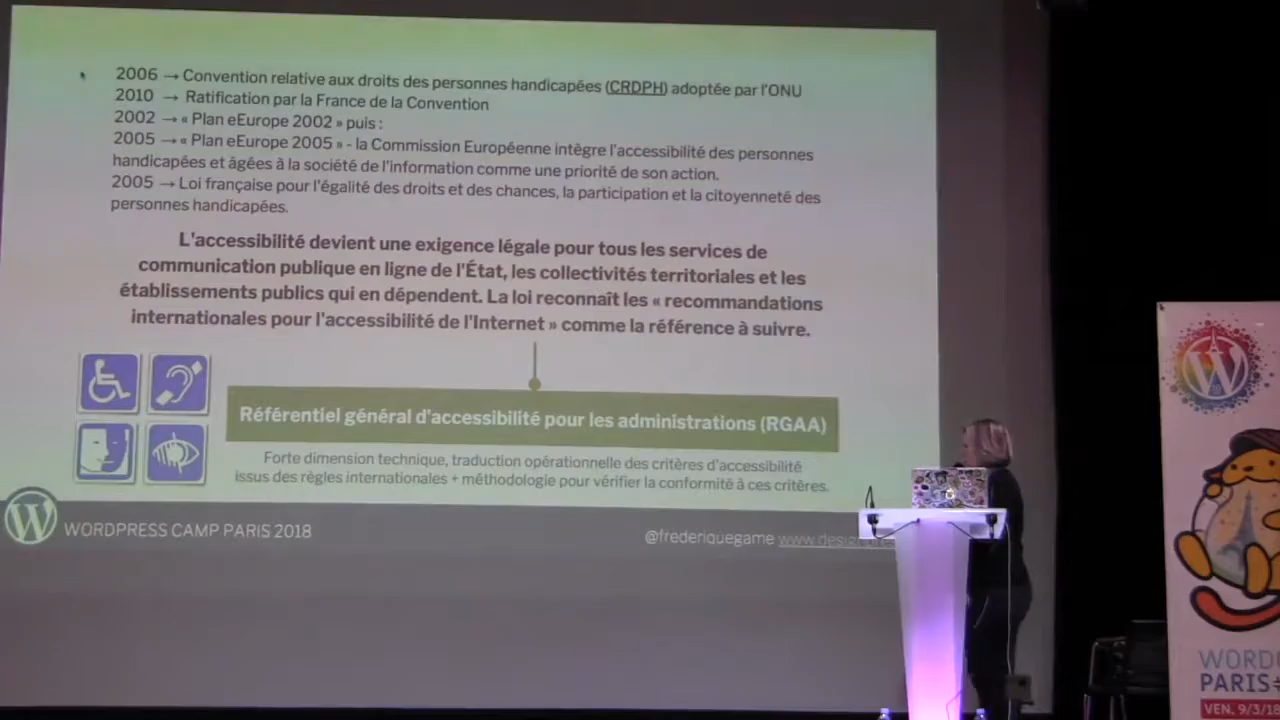 2006 → Convention relative aux droits des personnes handicapées (CRDPH) adoptée par l'ONU
2010 → Ratification par la France de la Convention
2002 → « Plan eEurope 2002 » puis :
2005 → « Plan eEurope 2005 » - la Commission Européenne intègre l'accessibilité des personnes
handicapées et âgées à la société de l'information comme une priorité de son action.
2005 → Loi française pour l'égalité des droits et des chances, la participation et la citoyenneté des
personnes handicapées.
L'accessibilité devient une exigence légale pour tous les services de
communication publique en ligne de l'État, les collectivités territoriales et les
établissements publics qui en dépendent. La loi reconnaît les « recommandations
internationales pour l'accessibilité de l'Internet » comme la référence à suivre.
Référentiel général d'accessibilité pour les administrations (RGAA)
Forte dimension technique, traduction opérationnelle des critères d'accessibilité
issus des règles internationales + méthodologie pour vérifier la conformité à ces critères.
WORDPRESS CAMP PARIS 2018
@frederiquegame
PARIS
VEN. 9/3/18